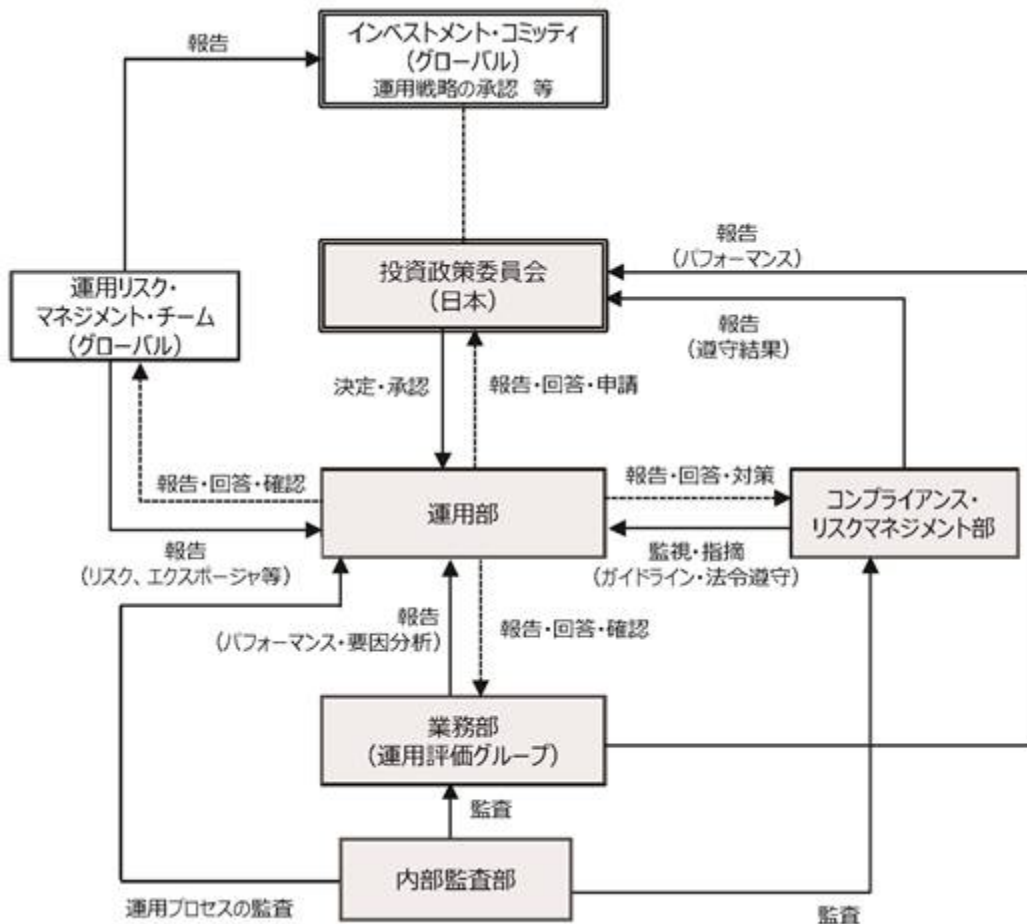 報告
インベストメント・コミッティ
(グローバル)
運用戦略の承認 等
報告
(パフォーマンス)
投資政策委員会
(日本)
運用リスク・
マネジメント・チーム
(グローバル)
報告
(遵守結果)
決定・承認
報告・回答・申請
報告・回答・確認
運用部
報告・回答・対策
コンプライアンス・
リスクマネジメント部
監視・指摘
(ガイドライン・法令遵守)
報告
(リスク、エクスポージャ等)
報告
(パフォーマンス・要因分析)
報告・回答・確認
業務部
(運用評価グループ)
監査
内部監査部
運用プロセスの監査
監査